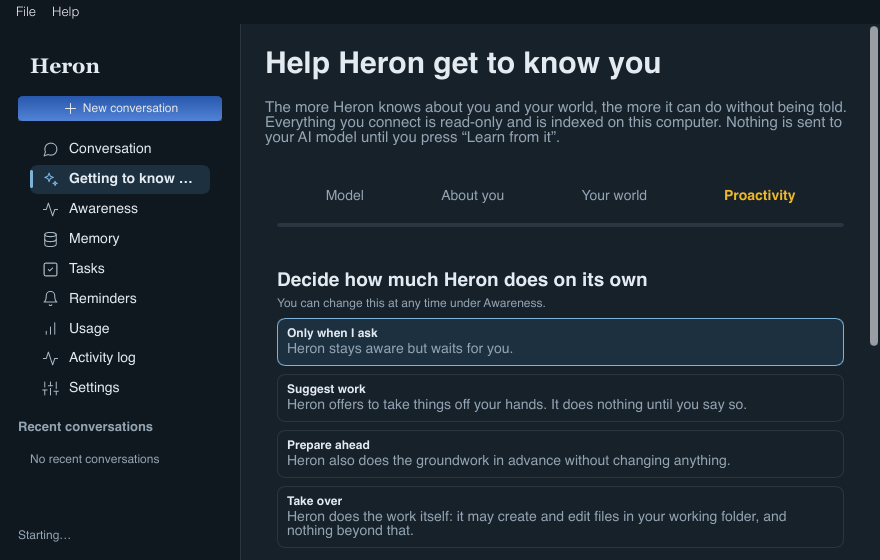 File Help
Heron
New conversation
Conversation
Getting to know ...
Awareness
Memory
Tasks
Reminders
Usage
Activity log
Settings
Recent conversations
No recent conversations
Starting…
Help Heron get to know you
The more Heron knows about you and your world, the more it can do without being told.
Everything you connect is read-only and is indexed on this computer. Nothing is sent to
your AI model until you press “Learn from it”.
Model About you Your world Proactivity
Decide how much Heron does on its own
You can change this at any time under Awareness.
Only when I ask
Heron stays aware but waits for you.
Suggest work
Heron offers to take things off your hands. It does nothing until you say so.
Prepare ahead
Heron also does the groundwork in advance without changing anything.
Take over
Heron does the work itself: it may create and edit files in your working folder, and
nothing beyond that.